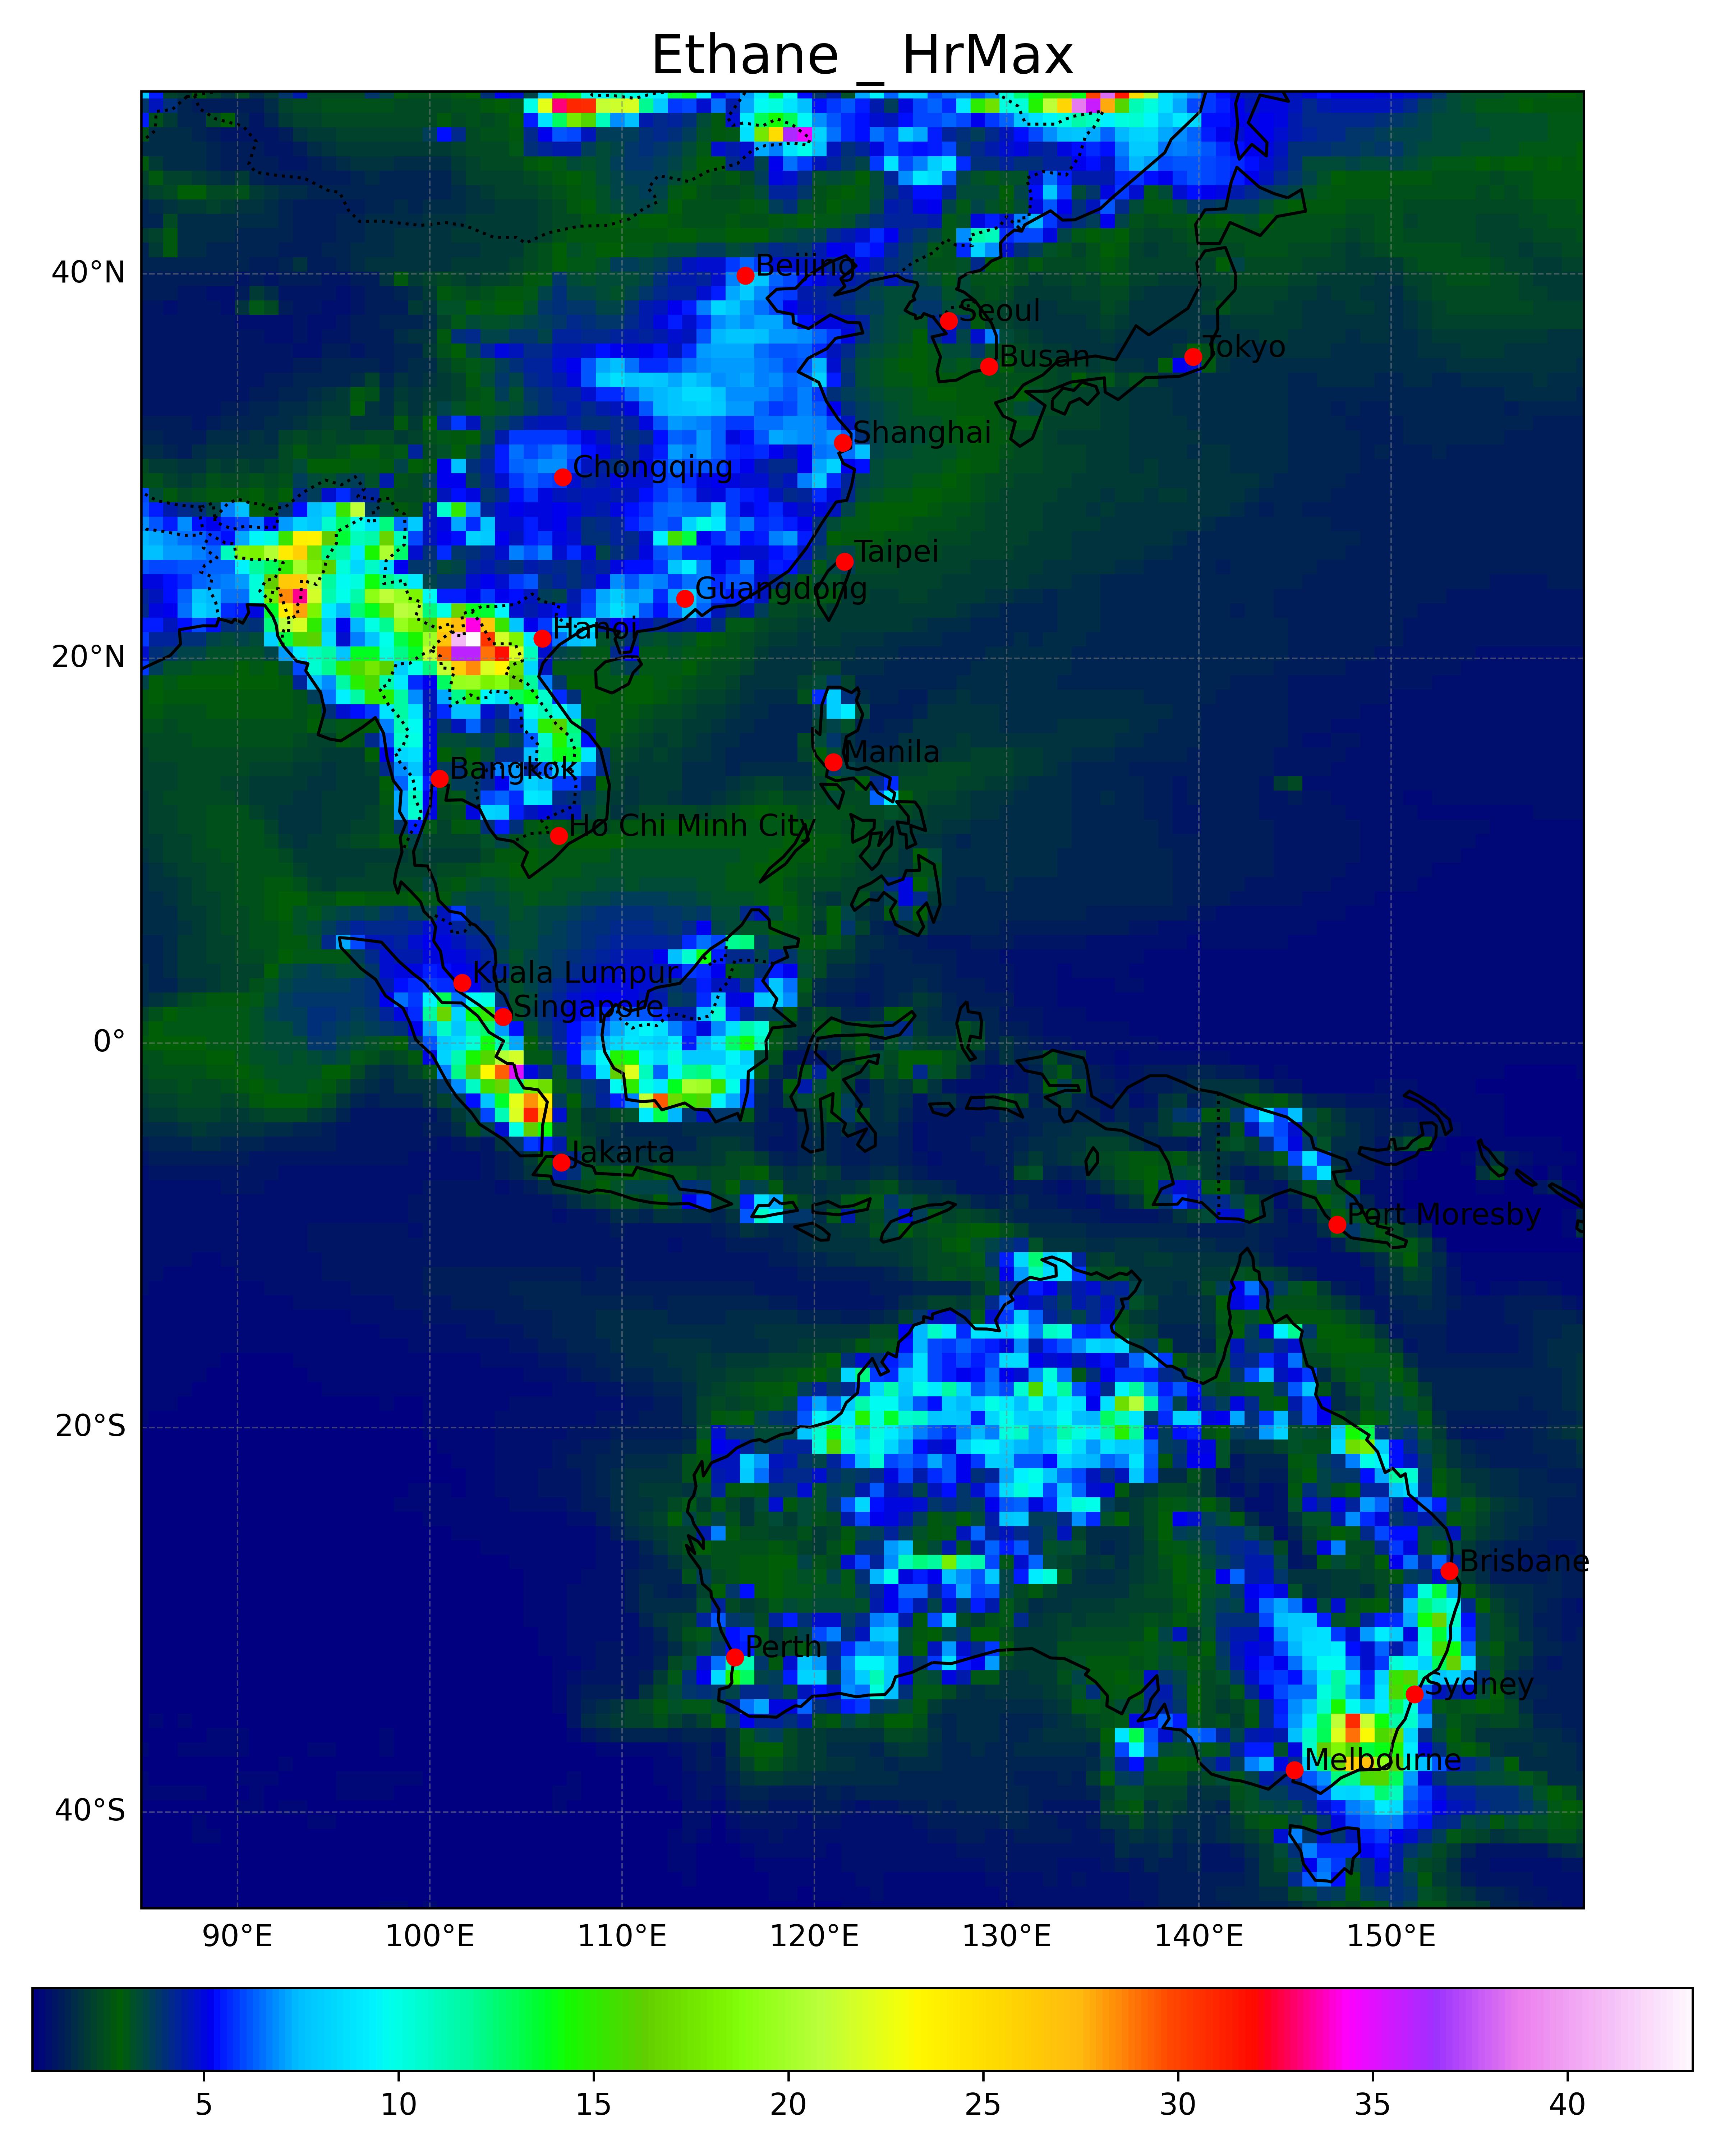 Ethane _ HrMax
40°N
20°N
0°
20°S
40°S
Beijing
Seoul
Busan
Tokyo
Shanghai
Chongqing
Taipei
Guangdong
Hanoi
Manila
Bangkok
Ho Chi Minh City
Kuala Lumpur
Singapore
Jakarta
Port Moresby
Brisbane
Perth
Sydney
Melbourne
90°E 100°E 110°E 120°E 130°E 140°E 150°E
5 10 15 20 25 30 35 40